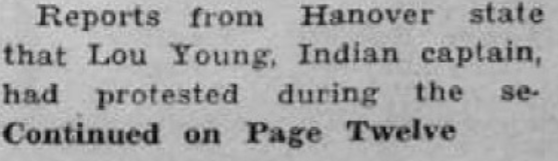 Reports from Hanover state
that Lou Young, Indian captain,
had protested during the se-
Continued on Page Twelve